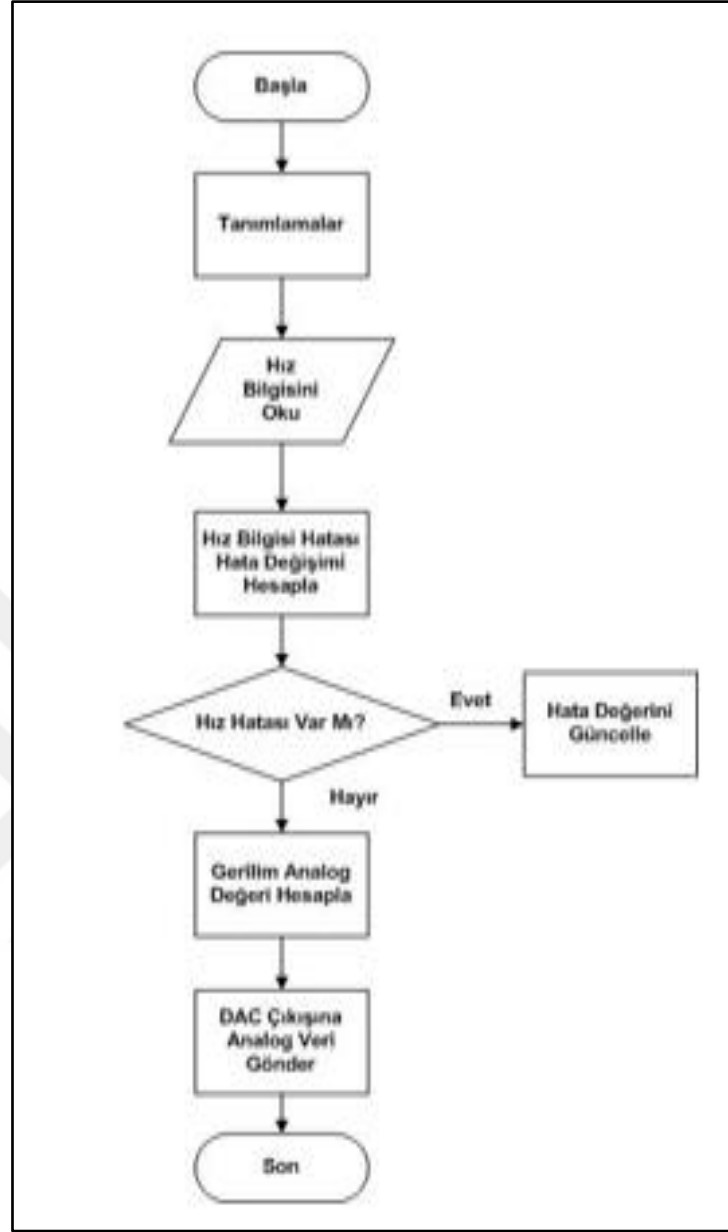 Başla
Tanımlamalar
Hız
Bilgisini
Oku
Hız Bilgisi Hatası
Hata Değişimi
Hesapla
Hız Hatası Var Mı?
Evet
Hata Değerini
Güncelle
Hayır
Gerilim Analog
Değeri Hesapla
DAC Çıkışına
Analog Veri
Gönder
Son